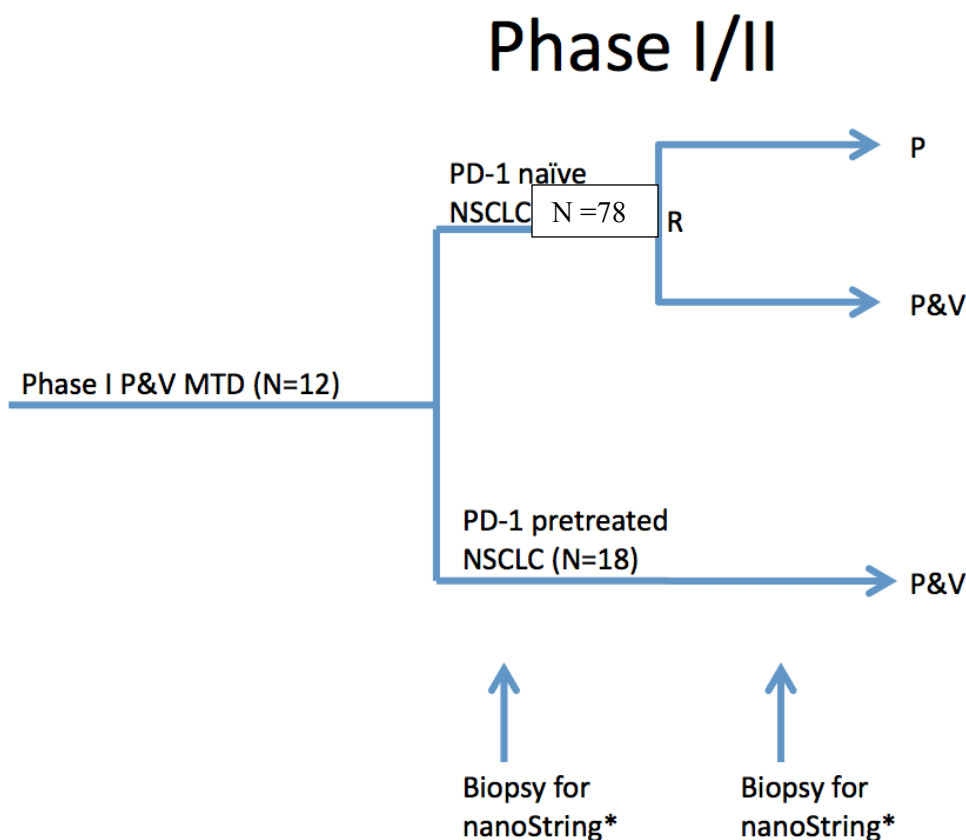 Phase I/II
P
PD-1 naïve
NSCLC N =78
R
P&V
Phase I P&V MTD (N=12)
PD-1 pretreated
NSCLC (N=18)
P&V
Biopsy for
nanoString*
Biopsy for
nanoString*